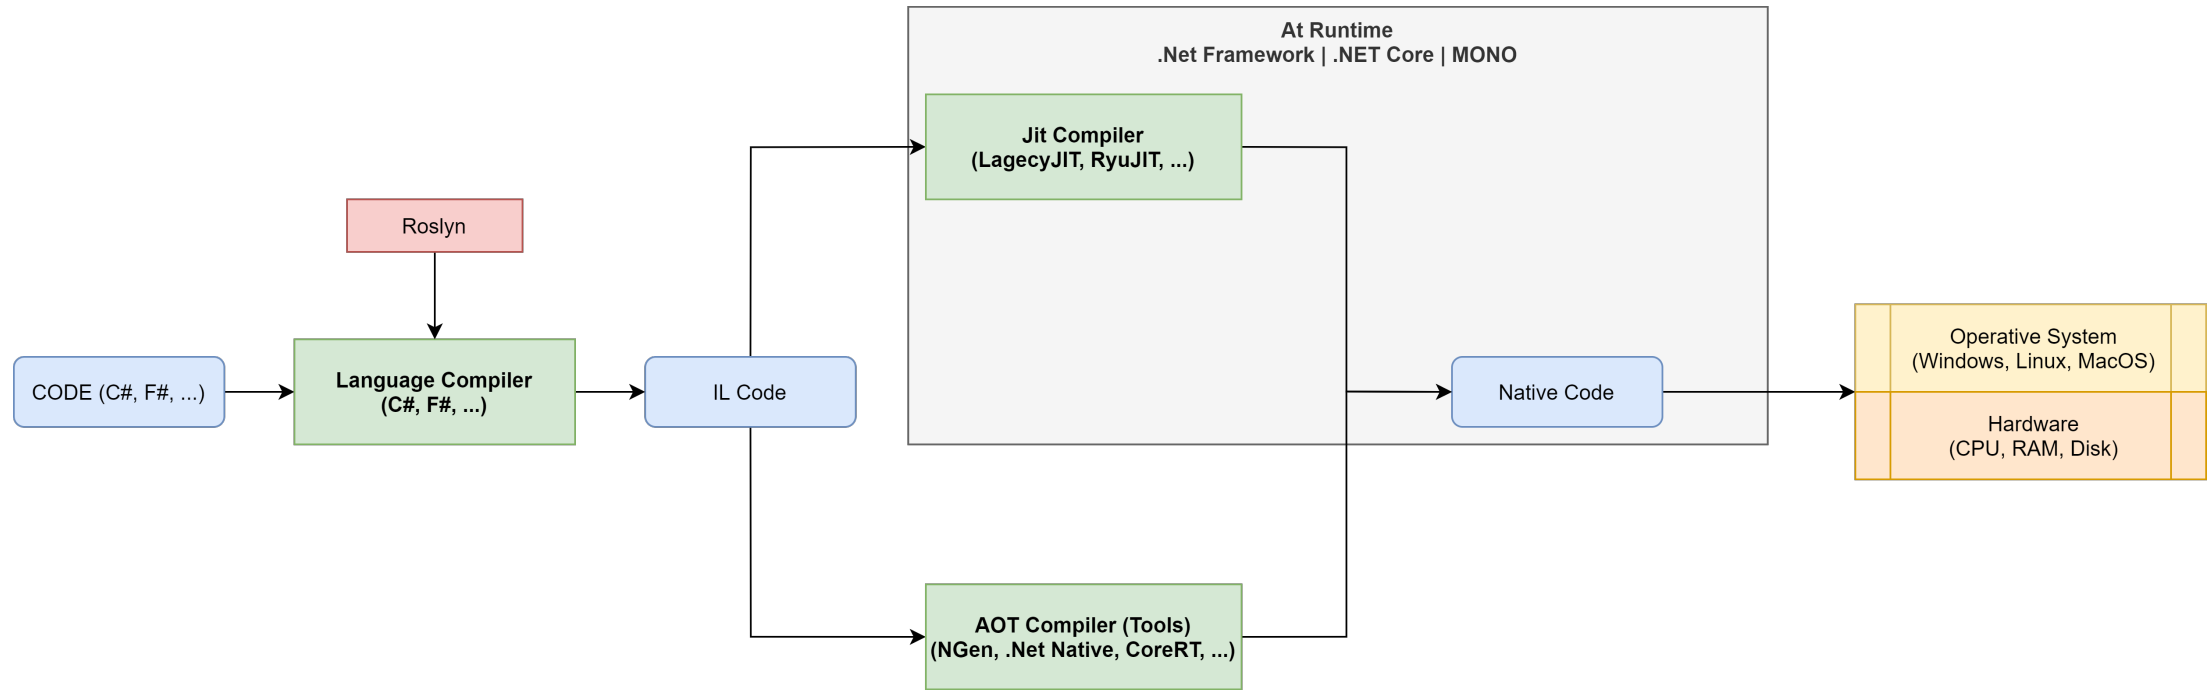 At Runtime
.Net Framework | .NET Core | MONO
Jit Compiler
(LagecyJIT, RyuJIT, ...)
Roslyn
CODE (C#, F#, ...)
Language Compiler
(C#, F#, ...)
IL Code
Native Code
Operative System
(Windows, Linux, MacOS)
Hardware
(CPU, RAM, Disk)
AOT Compiler (Tools)
(NGen, .Net Native, CoreRT, ...)